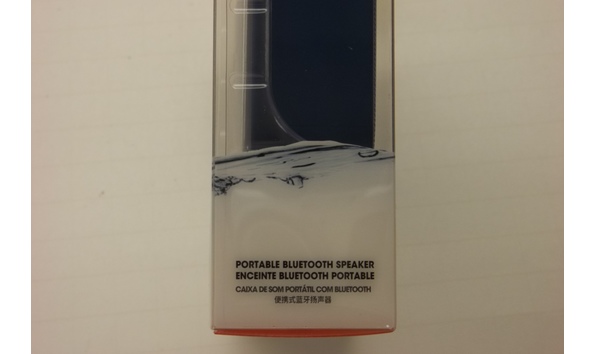 PORTABLE BLUETOOTH SPEAKER
ENCEINTE BLUETOOTH PORTABLE
CAIXA DE SOM PORTÁTIL COM BLUETOOTH
便携式蓝牙扬声器